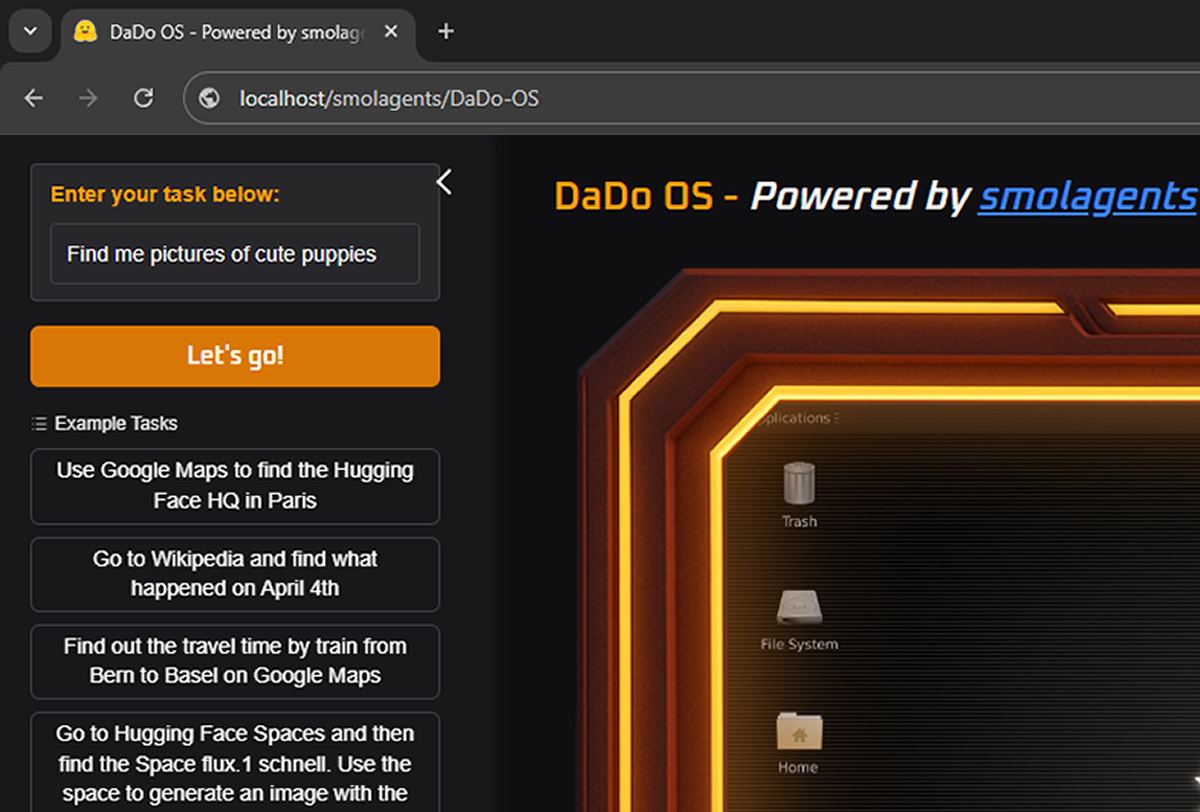 DaDo OS - Powered by smolag
localhost/smolagents/DaDo-OS
Enter your task below:
Find me pictures of cute puppies
Let's go!
Example Tasks
Use Google Maps to find the Hugging
Face HQ in Paris
Go to Wikipedia and find what
happened on April 4th
Find out the travel time by train from
Bern to Basel on Google Maps
Go to Hugging Face Spaces and then
find the Space flux.1 schnell. Use the
space to generate an image with the
DaDo OS - Powered by smolagents
plications
Trash
File System
Home